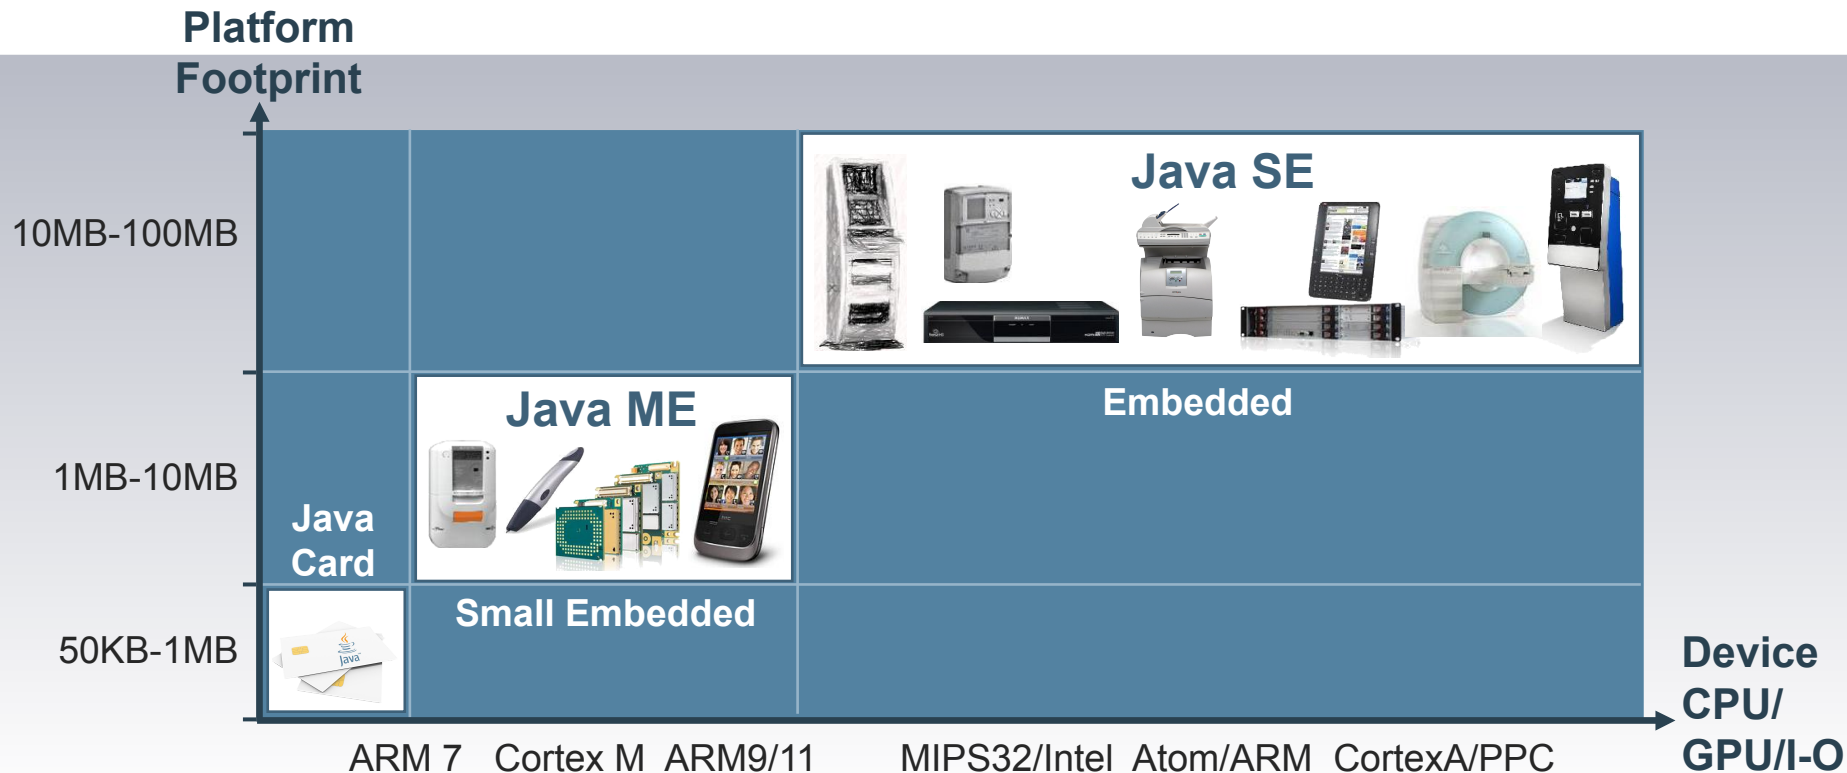 Platform
Footprint
10MB-100MB
Java SE
Embedded
1MB-10MB
Java ME
Java
Card
Small Embedded
50KB-1MB
Java
Device
CPU/
GPU/I-O
ARM 7 Cortex M ARM9/11 MIPS32/Intel Atom/ARM CortexA/PPC